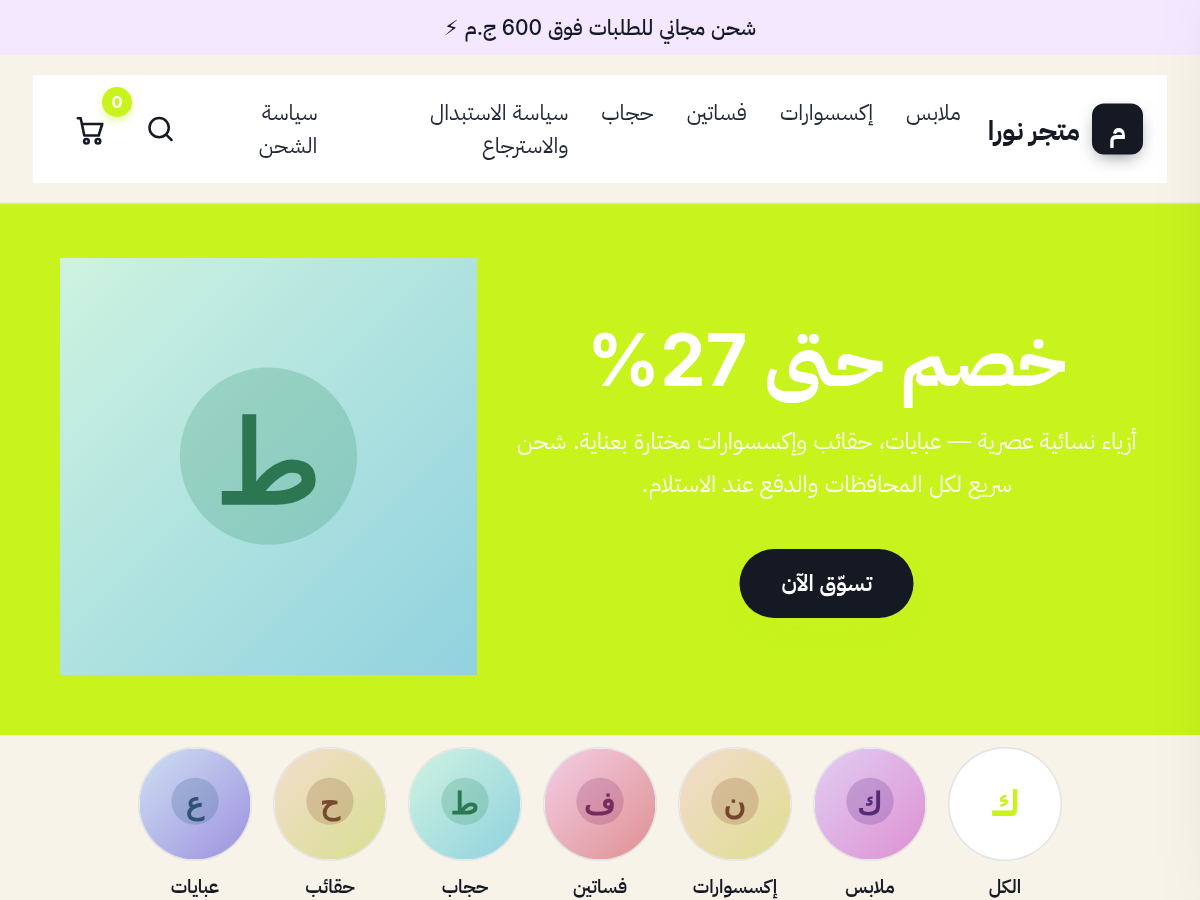 شحن مجاني للطلبات فوق 600 ج.م ⚡
م
متجر نورا
ملابس
إكسسوارات
فساتين
حجاب
سياسة الاستبدال
والاسترجاع
سياسة
الشحن
0
خصم حتى 27%
أزياء نسائية عصرية — عبايات، حقائب وإكسسوارات مختارة بعناية. شحن
سريع لكل المحافظات والدفع عند الاستلام.
تسوّق الآن
ط
ك
ك
ن
ف
ط
ح
ع
الكل
ملابس
إكسسوارات
فساتين
حجاب
حقائب
عبايات